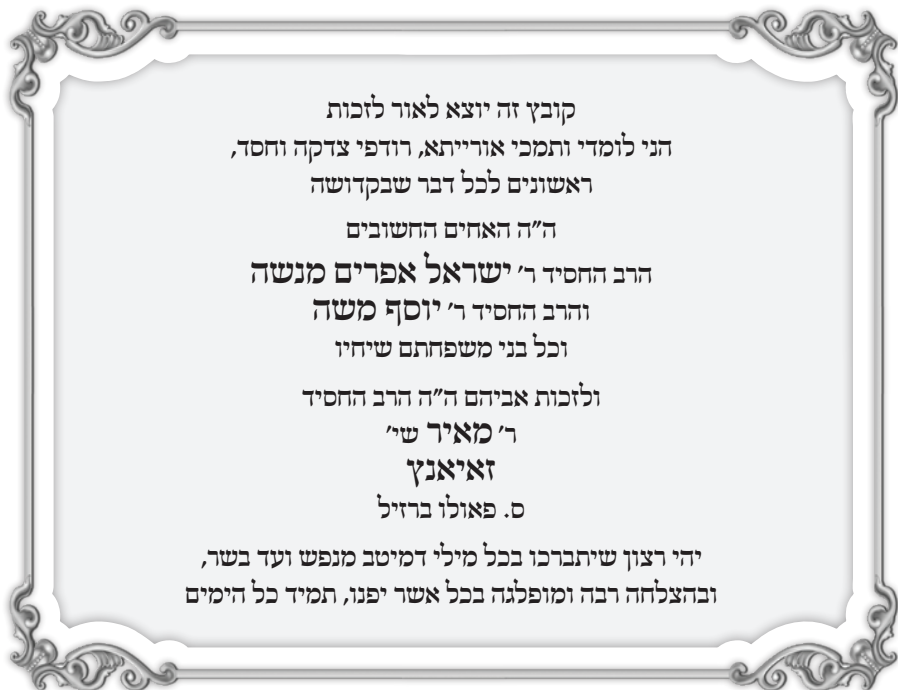 קובץ זה יוצא לאור לזכות
הני לומדי ותמכי אורייתא, רודפי צדקה וחסד,
ראשונים לכל דבר שבקדושה
ה״ה האחים החשובים
הרב החסיד ר׳ ישראל אפרים מנשה
והרב החסיד ר׳ יוסף משה
וכל בני משפחתם שיחיו
ולזכות אביהם ה״ה הרב החסיד
ר׳ מאיר שי׳
זאיאנץ
ס. פאולו ברזיל
יהי רצון שיתברכו בכל מילי דמיטב מנפש ועד בשר,
ובהצלחה רבה ומופלגה בכל אשר יפנו, תמיד כל הימים